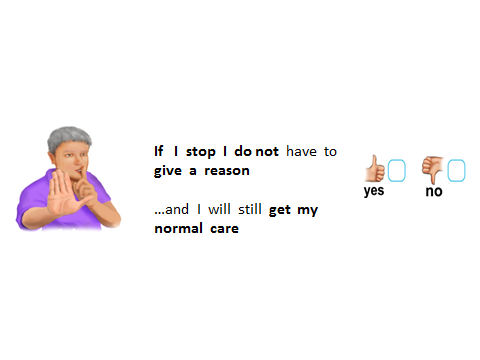 If I stop I do not have to
give a reason
...and I will still get my
normal care
yes
no